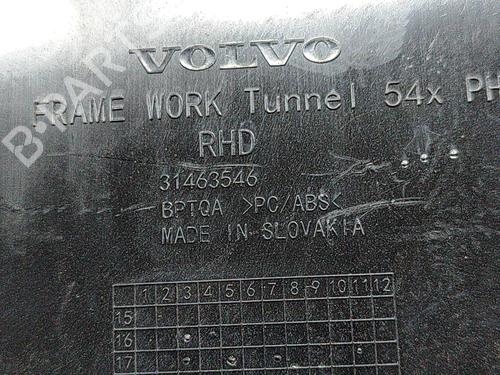 VOLVO
FRAME WORK Tunnel 54x PH
RHD
31463546
BPTQA >PC/ABS<
MADE IN SLOVAKIA
1 2 3 4 5 6 7 8 9 10 11 12
15
16
17